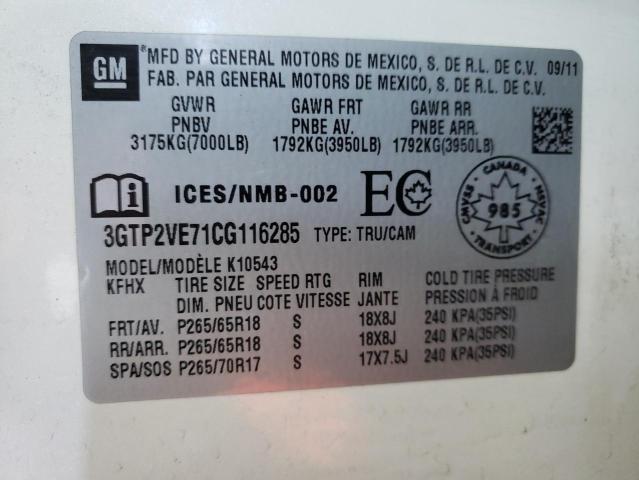 GM
MFD BY GENERAL MOTORS DE MEXICO, S. DE R.L. DE C.V. 09/11
FAB. PAR GENERAL MOTORS DE MEXICO, S. DE R.L. DE C.V.
GVWR GAWR FRT GAWR RR
PNBV PNBE AV. PNBE ARR.
3175KG(7000LB) 1792KG(3950LB) 1792KG(3950LB)
i ICES/NMB-002 EC
CANADA
CMVSS 985 NSVAC
TRANSPORT
3GTP2VE71CG116285 TYPE: TRU/CAM
MODEL/MODÈLE K10543
KFHX TIRE SIZE SPEED RTG RIM COLD TIRE PRESSURE
DIM. PNEU COTE VITESSE JANTE PRESSION À FROID
FRT/AV. P265/65R18 S 18X8J 240 KPA(35PSI)
RR/ARR. P265/65R18 S 18X8J 240 KPA(35PSI)
SPA/SOS P265/70R17 S 17X7.5J 240 KPA(35PSI)